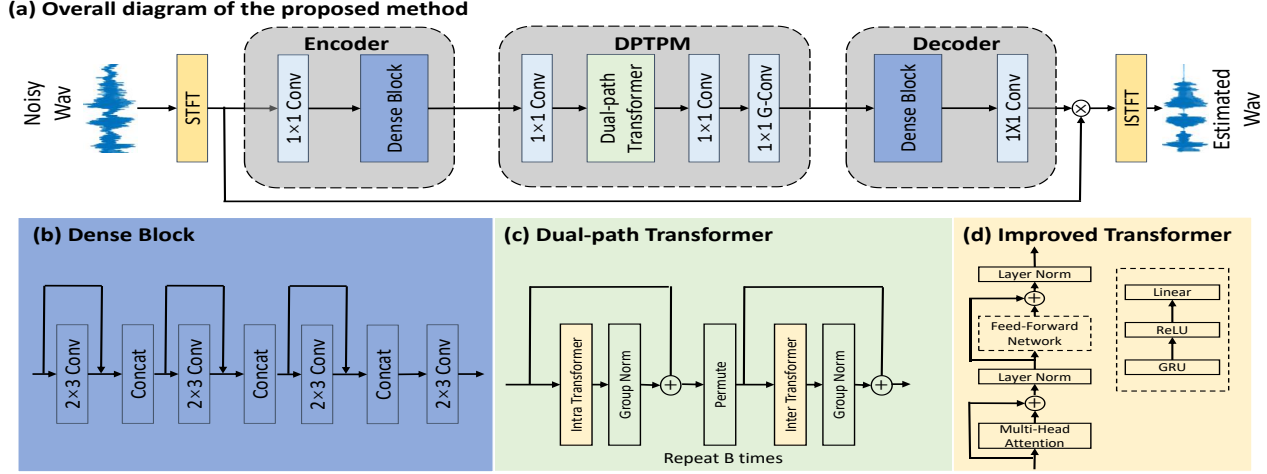 (a) Overall diagram of the proposed method
Noisy
Wav
STFT
Encoder
1×1 Conv
Dense Block
DPTPM
1×1 Conv
Dual-path
Transformer
1×1 Conv
1×1 G-Conv
Decoder
Dense Block
1X1 Conv
ISTFT
Estimated
Wav
(b) Dense Block
2×3 Conv
Concat
2×3 Conv
Concat
2×3 Conv
Concat
2×3 Conv
(c) Dual-path Transformer
Intra Transformer
Group Norm
Permute
Inter Transformer
Group Norm
Repeat B times
(d) Improved Transformer
Layer Norm
Feed-Forward
Network
Layer Norm
Multi-Head
Attention
Linear
ReLU
GRU